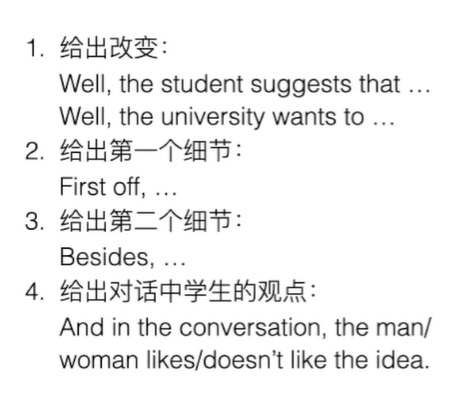 1. 给出改变：
Well, the student suggests that …
Well, the university wants to …
2. 给出第一个细节：
First off, …
3. 给出第二个细节：
Besides, …
4. 给出对话中学生的观点：
And in the conversation, the man/
woman likes/doesn’t like the idea.